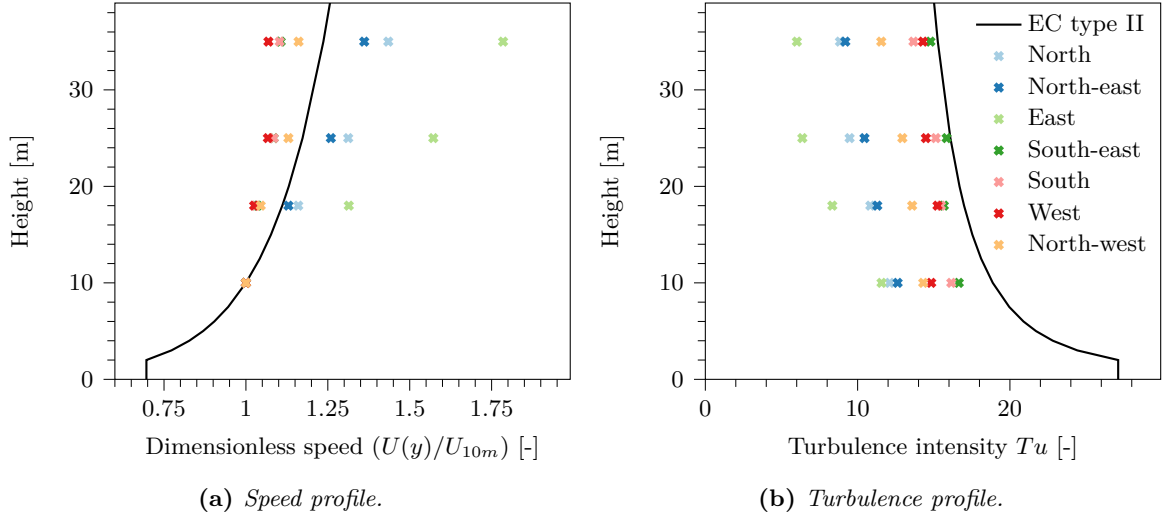 30
20
10
0
Height [m]
0.75 1 1.25 1.5 1.75
Dimensionless speed (U(y)/U10m) [-]
(a) Speed profile.
30
20
10
0
Height [m]
0 10 20
Turbulence intensity Tu [-]
(b) Turbulence profile.
EC type II
North
North-east
East
South-east
South
West
North-west